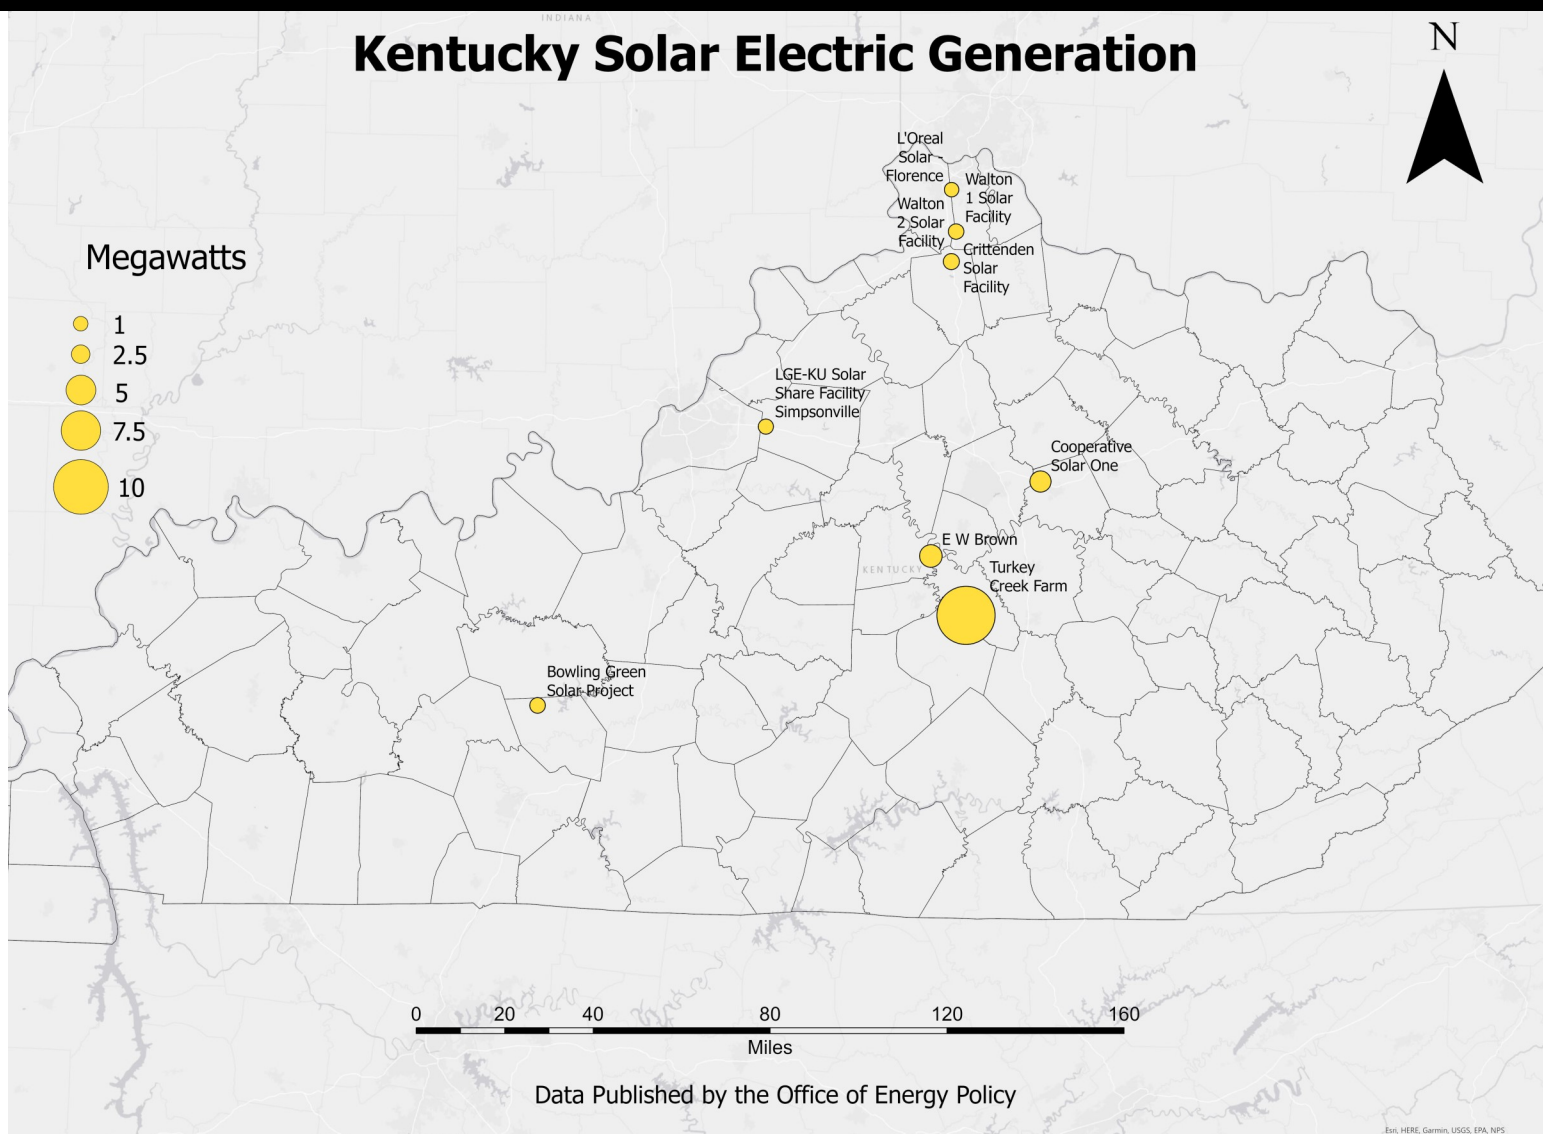 INDIANA
Kentucky Solar Electric Generation
N
L'Oreal
Solar -
Florence
Walton
1 Solar
Facility
Walton
2 Solar
Facility
Crittenden
Solar
Facility
Megawatts
1
2.5
5
7.5
10
LGE-KU Solar
Share Facility
Simpsonville
Cooperative
Solar One
E W Brown
KENTUCKY
Turkey
Creek Farm
Bowling Green
Solar Project
0 20 40 80 120 160
Miles
Data Published by the Office of Energy Policy
Esri, HERE, Garmin, USGS, EPA, NPS